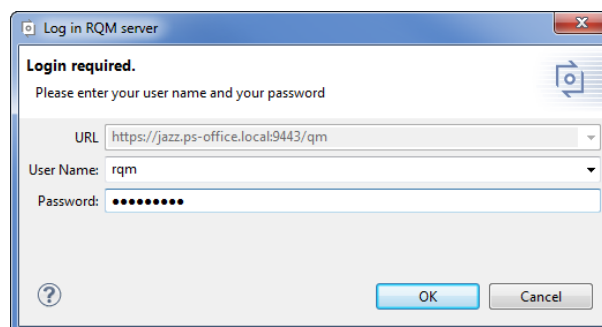 Log in RQM server
Login required.
Please enter your user name and your password
URL https://jazz.ps-office.local:9443/qm
User Name: rqm
Password: •••••••••
OK Cancel